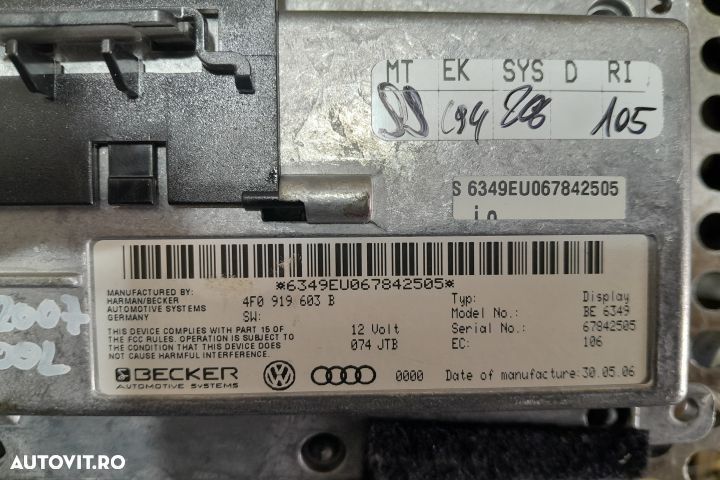 MT EK SYS D RI
105
S 6349EU067842505
*6349EU067842505*
MANUFACTURED BY:
HARMAN/BECKER
AUTOMOTIVE SYSTEMS
GERMANY
4F0 919 603 B
SW:
THIS DEVICE COMPLIES WITH PART 15 OF
THE FCC RULES. OPERATION IS SUBJECT TO
THE CONDITION THAT THIS DEVICE DOES
NOT CAUSE HARMFUL INTERFERENCE.
12 Volt
074 JTB
Typ: Display
Model No.: BE 6349
Serial No.: 67842505
EC: 106
BECKER
AUTOMOTIVE SYSTEMS
0000
Date of manufacture: 30.05.06
2007
AUTOVIT.RO